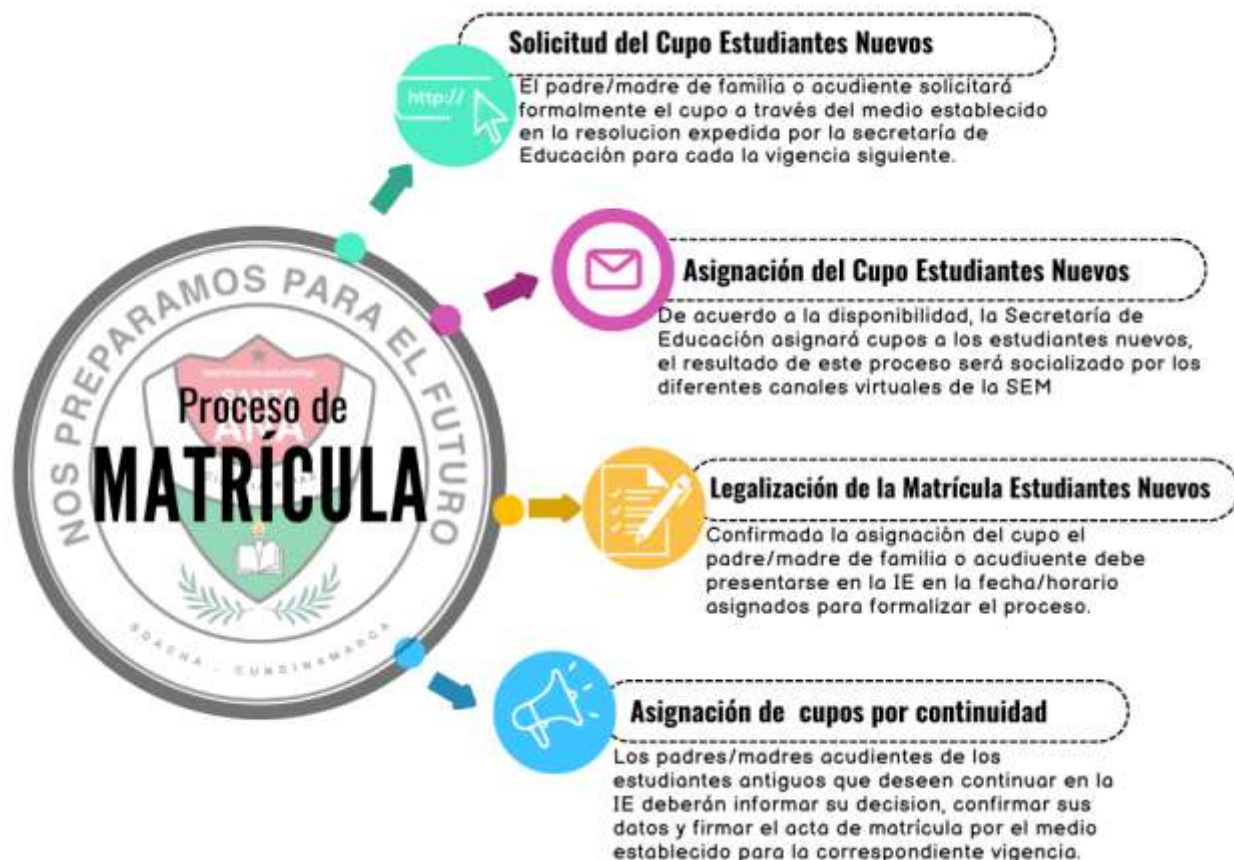 Solicitud del Cupo Estudiantes Nuevos
http://
El padre/madre de familia o acudiente solicitará
formalmente el cupo a través del medio establecido
en la resolucion expedida por la secretaría de
Educación para cada la vigencia siguiente.
Asignación del Cupo Estudiantes Nuevos
De acuerdo a la disponibilidad, la Secretaría de
Educación asignará cupos a los estudiantes nuevos,
el resultado de este proceso será socializado por los
diferentes canales virtuales de la SEM
NOS PREPARAMOS PARA EL FUTURO
SANTA
ANA
Proceso de
MATRÍCULA
SOACHA - CUNDINAMARCA
Legalización de la Matrícula Estudiantes Nuevos
Confirmada la asignación del cupo el
padre/madre de familia o acudiuente debe
presentarse en la IE en la fecha/horario
asignados para formalizar el proceso.
Asignación de cupos por continuidad
Los padres/madres acudientes de los
estudiantes antiguos que deseen continuar en la
IE deberán informar su decision, confirmar sus
datos y firmar el acta de matrícula por el medio
establecido para la correspondiente vigencia.